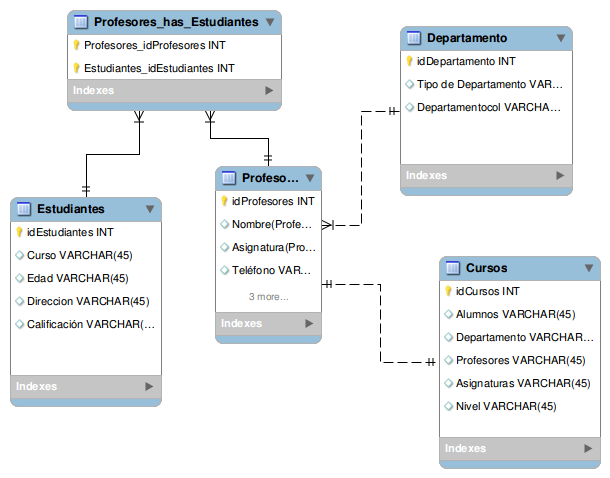 Profesores_has_Estudiantes
Profesores_idProfesores INT
Estudiantes_idEstudiantes INT
Indexes
Departamento
idDepartamento INT
Tipo de Departamento VAR...
Departamentocol VARCHA...
Indexes
Profeso...
idProfesores INT
Nombre(Profe...
Asignatura(Pro...
Teléfono VAR...
3 more...
Indexes
Estudiantes
idEstudiantes INT
Curso VARCHAR(45)
Edad VARCHAR(45)
Direccion VARCHAR(45)
Calificación VARCHAR(...
Indexes
Cursos
idCursos INT
Alumnos VARCHAR(45)
Departamento VARCHAR...
Profesores VARCHAR(45)
Asignaturas VARCHAR(45)
Nivel VARCHAR(45)
Indexes